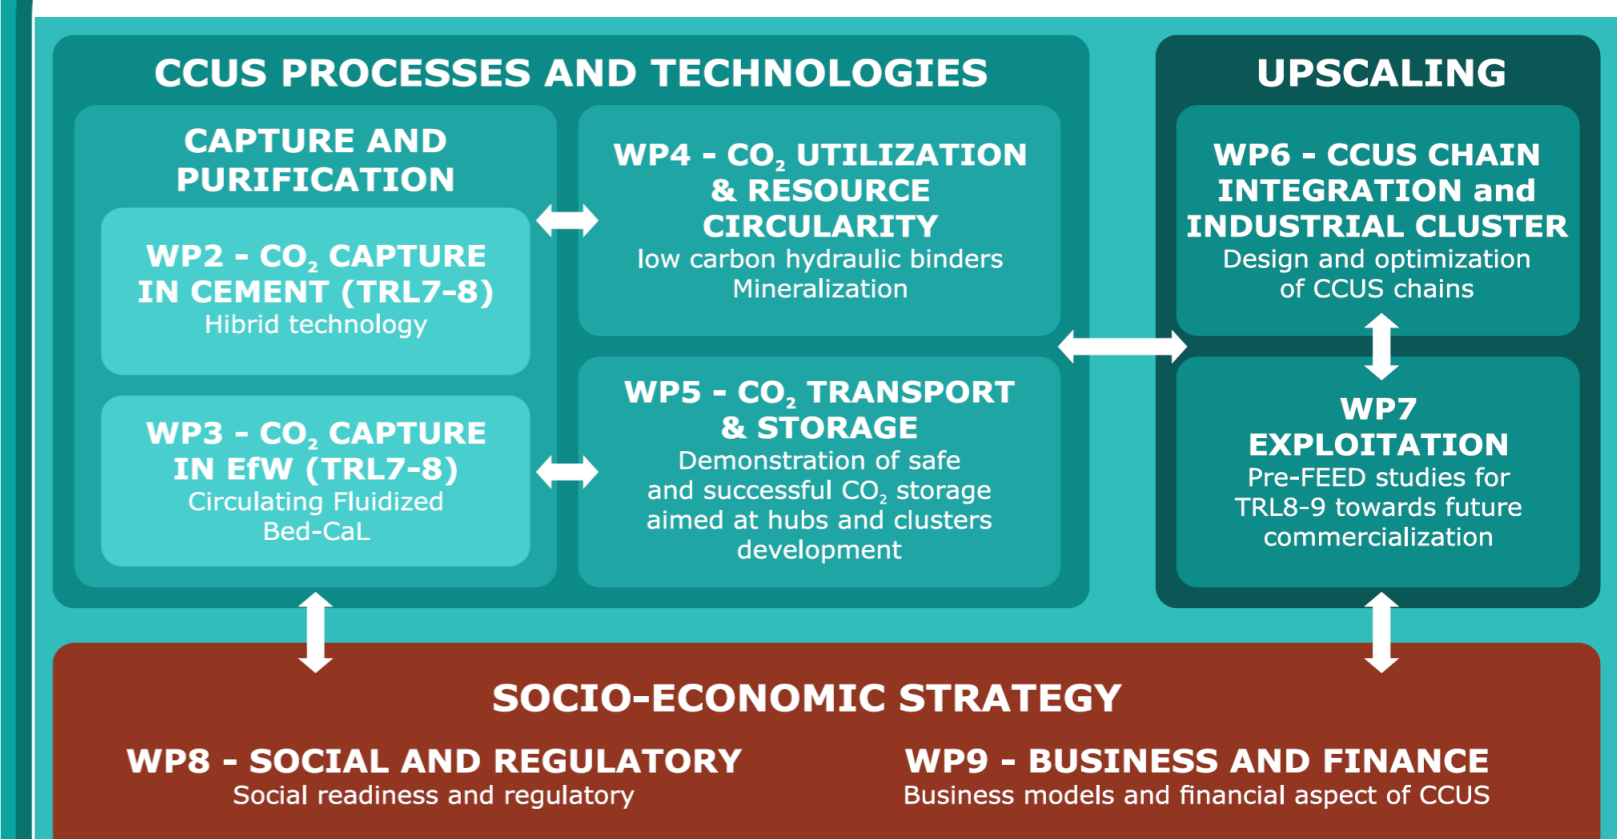 CCUS PROCESSES AND TECHNOLOGIES
CAPTURE AND
PURIFICATION
WP2 - CO₂ CAPTURE
IN CEMENT (TRL7-8)
Hibrid technology
WP3 - CO₂ CAPTURE
IN EfW (TRL7-8)
Circulating Fluidized
Bed-CaL
WP4 - CO₂ UTILIZATION
& RESOURCE
CIRCULARITY
low carbon hydraulic binders
Mineralization
WP5 - CO₂ TRANSPORT
& STORAGE
Demonstration of safe
and successful CO₂ storage
aimed at hubs and clusters
development
UPSCALING
WP6 - CCUS CHAIN
INTEGRATION and
INDUSTRIAL CLUSTER
Design and optimization
of CCUS chains
WP7
EXPLOITATION
Pre-FEED studies for
TRL8-9 towards future
commercialization
SOCIO-ECONOMIC STRATEGY
WP8 - SOCIAL AND REGULATORY
Social readiness and regulatory
WP9 - BUSINESS AND FINANCE
Business models and financial aspect of CCUS